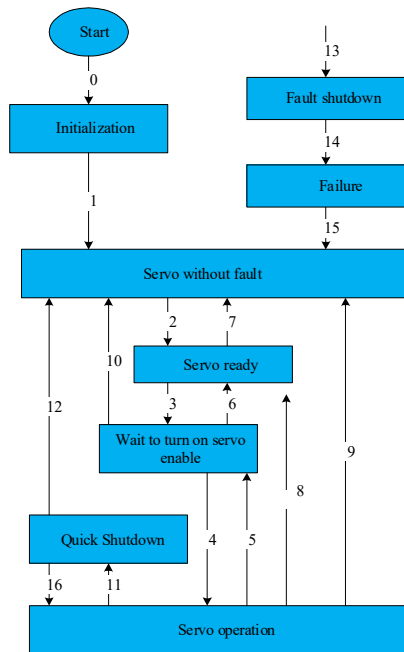 Start
13
0
Fault shutdown
Initialization
14
Failure
1
15
Servo without fault
2
7
10
Servo ready
12
3
6
Wait to turn on servo
enable
9
8
Quick Shutdown
4
5
16
11
Servo operation